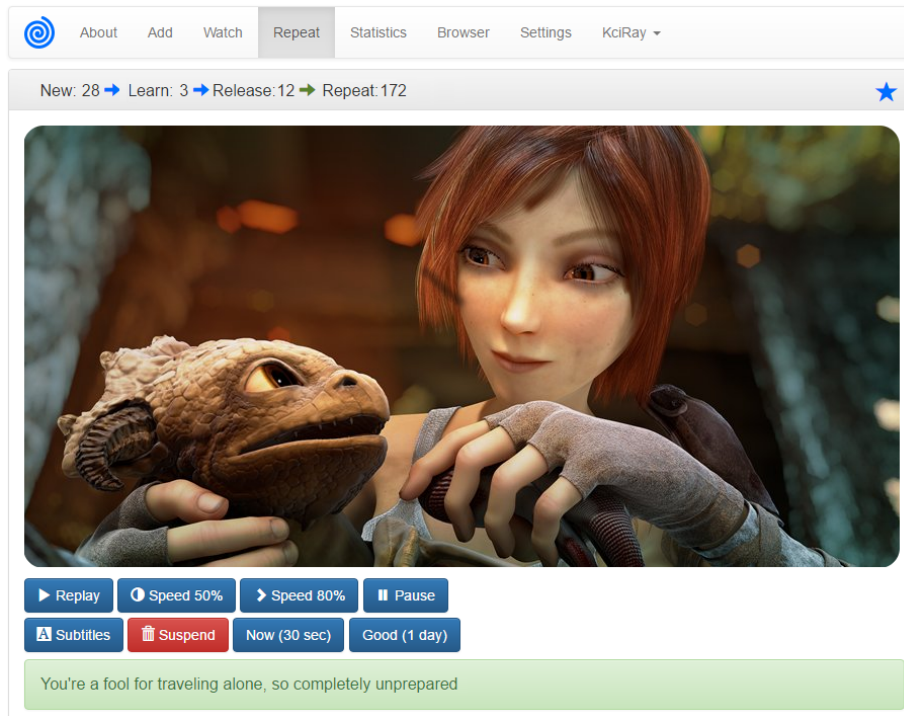 About Add Watch Repeat Statistics Browser Settings KciRay
New: 28 Learn: 3 Release:12 Repeat:172
Replay Speed 50% Speed 80% Pause
A Subtitles Suspend Now (30 sec) Good (1 day)
You're a fool for traveling alone, so completely unprepared